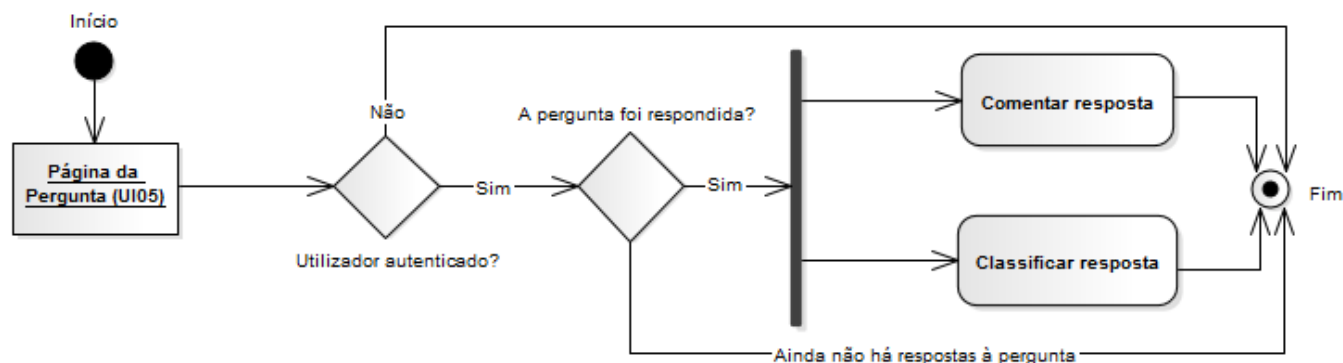 Início
Página da
Pergunta (UI05)
Não
Utilizador autenticado?
Sim
A pergunta foi respondida?
Sim
Comentar resposta
Classificar resposta
Fim
Ainda não há respostas à pergunta